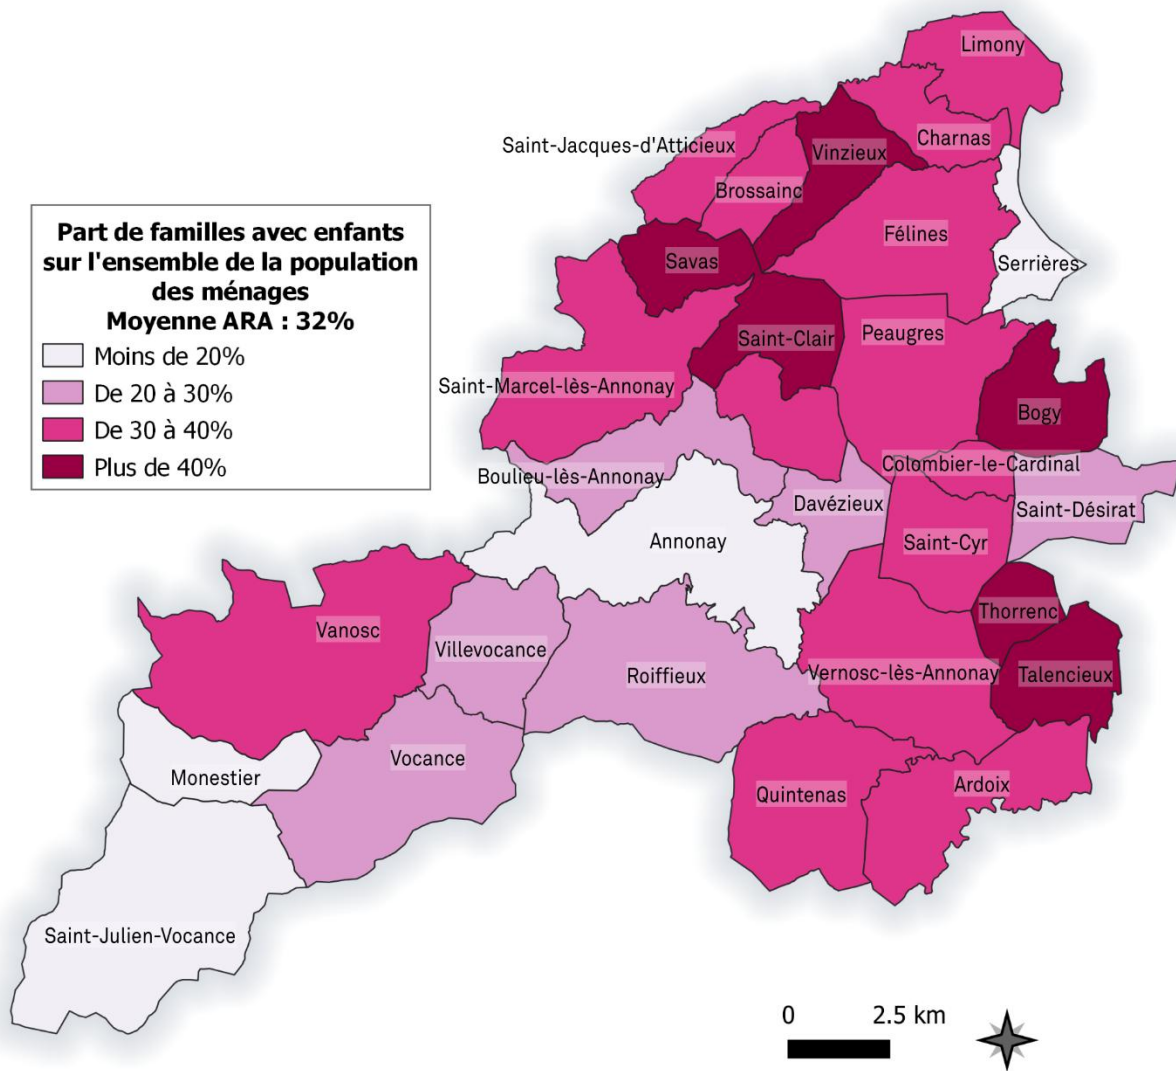 Limony
Charnas
Saint-Jacques-d'Atticieux
Vinzieux
Brossainc
Part de familles avec enfants
sur l'ensemble de la population
des ménages
Moyenne ARA : 32%
Moins de 20%
De 20 à 30%
De 30 à 40%
Plus de 40%
Félines
Savas
Serrières
Saint-Clair
Peaugres
Saint-Marcel-lès-Annonay
Bogy
Colombier-le-Cardinal
Boulieu-lès-Annonay
Davézieux
Saint-Désirat
Annonay
Saint-Cyr
Thorrenc
Vanosc
Villevocance
Roiffieux
Vernosc-lès-Annonay
Talencieux
Vocance
Monestier
Quintenas
Ardoix
Saint-Julien-Vocance
0 2.5 km